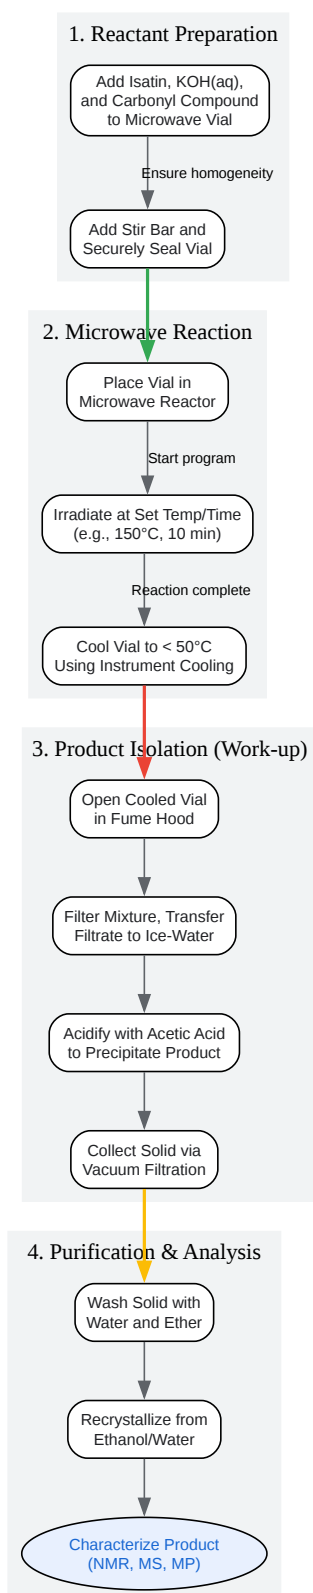 1. Reactant Preparation
Add Isatin, KOH(aq),
and Carbonyl Compound
to Microwave Vial
Ensure homogeneity
Add Stir Bar and
Securely Seal Vial
2. Microwave Reaction
Place Vial in
Microwave Reactor
Start program
Irradiate at Set Temp/Time
(e.g., 150°C, 10 min)
Reaction complete
Cool Vial to < 50°C
Using Instrument Cooling
3. Product Isolation (Work-up)
Open Cooled Vial
in Fume Hood
Filter Mixture, Transfer
Filtrate to Ice-Water
Acidify with Acetic Acid
to Precipitate Product
Collect Solid via
Vacuum Filtration
4. Purification & Analysis
Wash Solid with
Water and Ether
Recrystallize from
Ethanol/Water
Characterize Product
(NMR, MS, MP)